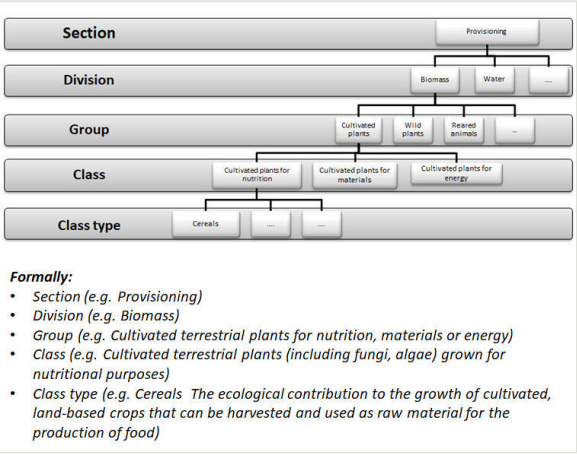 Section
Provisioning
Division
Biomass
Water
....
Group
Cultivated
plants
Wild
plants
Reared
animals
...
Class
Cultivated plants for
nutrition
Cultivated plants for
materials
Cultivated plants for
energy
Class type
Cereals
....
....
Formally:
• Section (e.g. Provisioning)
• Division (e.g. Biomass)
• Group (e.g. Cultivated terrestrial plants for nutrition, materials or energy)
• Class (e.g. Cultivated terrestrial plants (including fungi, algae) grown for
nutritional purposes)
• Class type (e.g. Cereals  The ecological contribution to the growth of cultivated,
land-based crops that can be harvested and used as raw material for the
production of food)